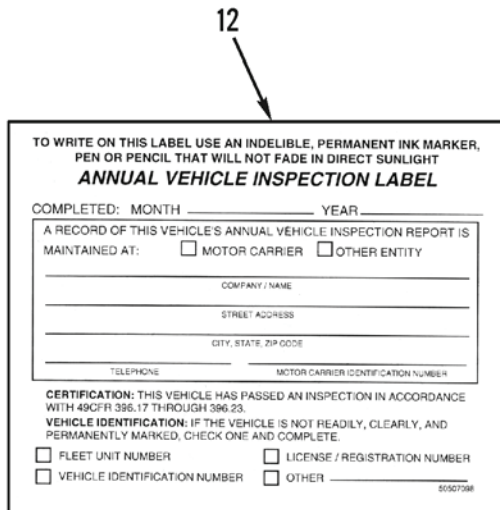 12
TO WRITE ON THIS LABEL USE AN INDELIBLE, PERMANENT INK MARKER,
PEN OR PENCIL THAT WILL NOT FADE IN DIRECT SUNLIGHT
ANNUAL VEHICLE INSPECTION LABEL
COMPLETED: MONTH YEAR
A RECORD OF THIS VEHICLE'S ANNUAL VEHICLE INSPECTION REPORT IS
MAINTAINED AT: MOTOR CARRIER OTHER ENTITY
COMPANY / NAME
STREET ADDRESS
CITY, STATE, ZIP CODE
TELEPHONE MOTOR CARRIER IDENTIFICATION NUMBER
CERTIFICATION: THIS VEHICLE HAS PASSED AN INSPECTION IN ACCORDANCE
WITH 49CFR 396.17 THROUGH 396.23.
VEHICLE IDENTIFICATION: IF THE VEHICLE IS NOT READILY, CLEARLY, AND
PERMANENTLY MARKED, CHECK ONE AND COMPLETE.
FLEET UNIT NUMBER LICENSE / REGISTRATION NUMBER
VEHICLE IDENTIFICATION NUMBER OTHER
50507098